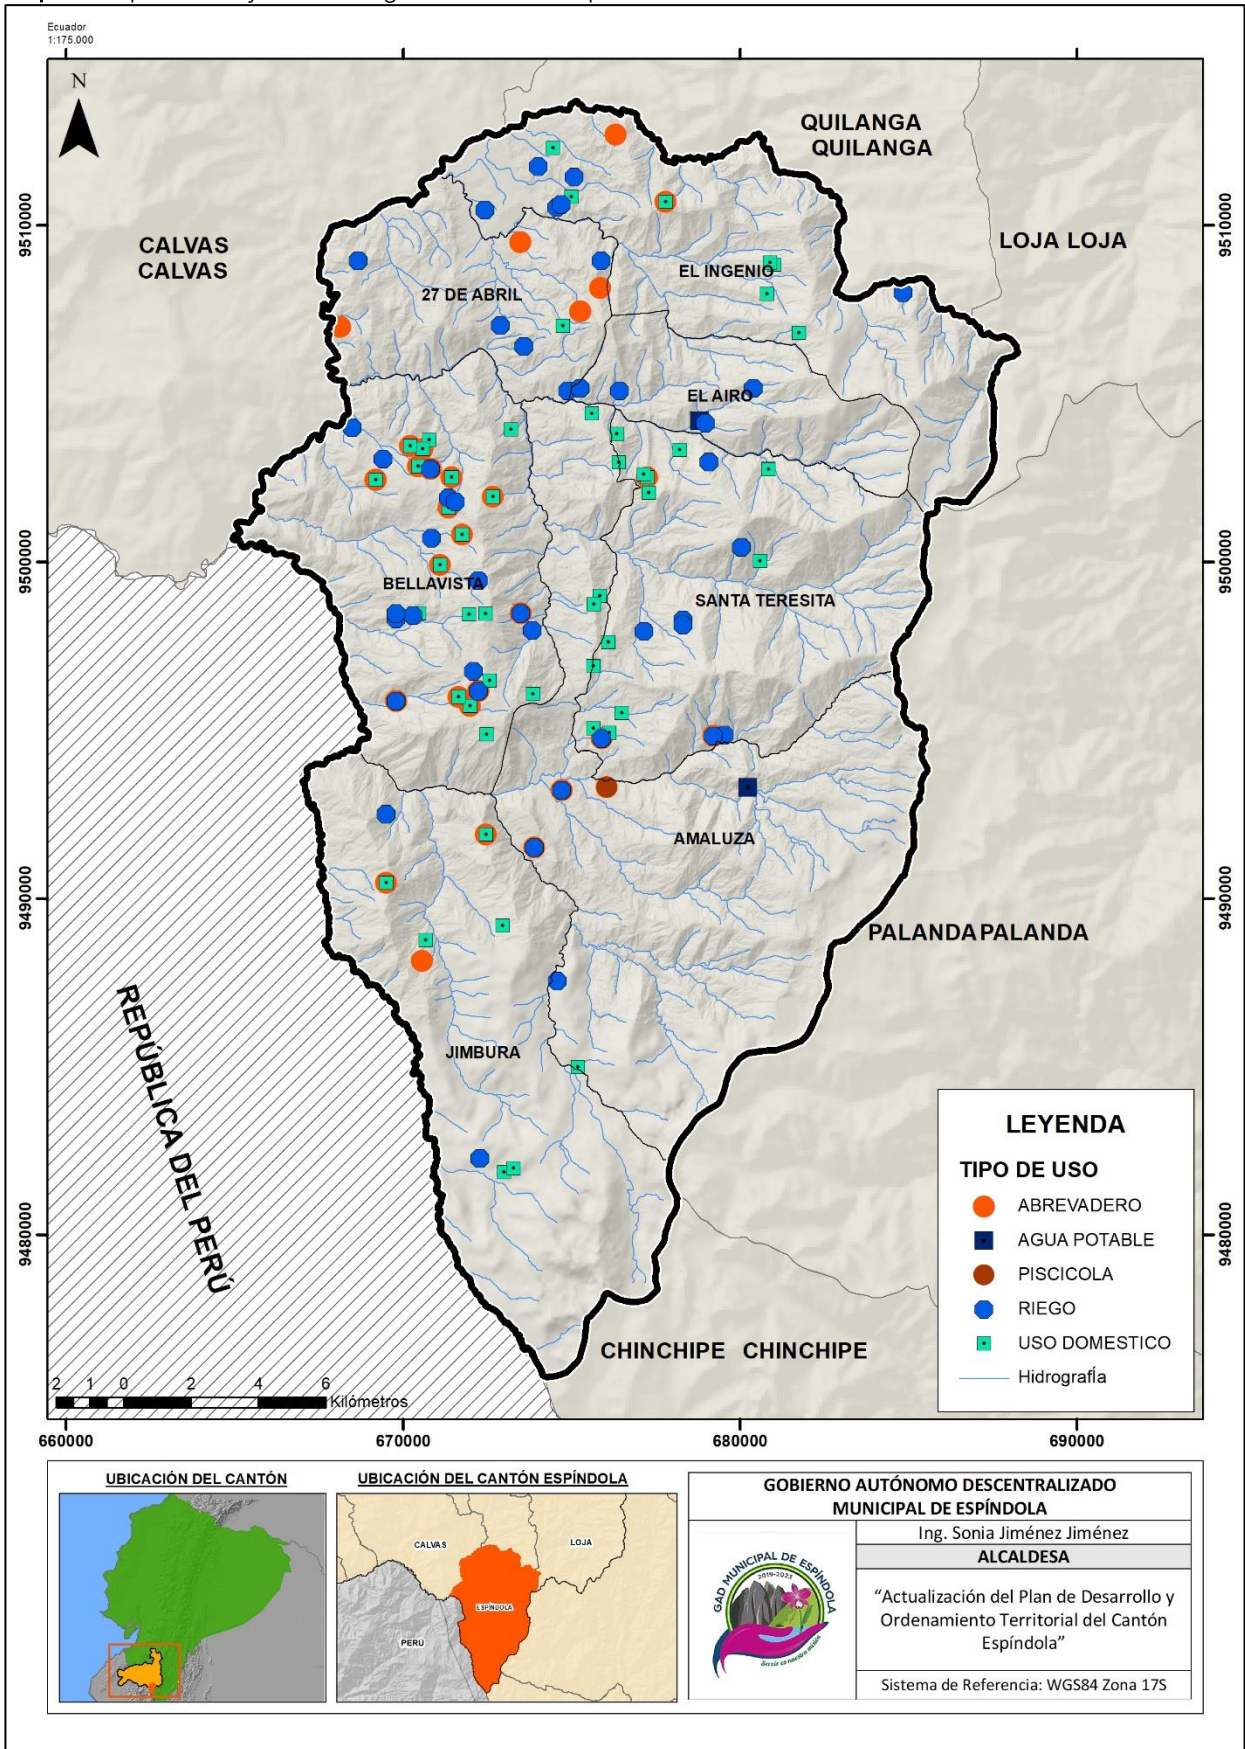 Ecuador
1:175.000
N
QUILANGA
QUILANGA
CALVAS
CALVAS
LOJA LOJA
EL INGENIO
27 DE ABRIL
EL AIRO
BELLAVISTA
SANTA TERESITA
AMALUZA
PALANDA PALANDA
JIMBURA
REPÚBLICA DEL PERÚ
CHINCHIPE CHINCHIPE
9510000
9500000
9490000
9480000
9510000
9500000
9490000
9480000
LEYENDA
TIPO DE USO
ABREVADERO
AGUA POTABLE
PISCICOLA
RIEGO
USO DOMESTICO
Hidrografía
2 1 0 2 4 6
Kilómetros
660000 670000 680000 690000
UBICACIÓN DEL CANTÓN
UBICACIÓN DEL CANTÓN ESPÍNDOLA
CALVAS
LOJA
ESPÍNDOLA
PERÚ
GOBIERNO AUTÓNOMO DESCENTRALIZADO
MUNICIPAL DE ESPÍNDOLA
GAD MUNICIPAL DE ESPÍNDOLA
2019-2023
Servir es nuestra misión
Ing. Sonia Jiménez Jiménez
ALCALDESA
“Actualización del Plan de Desarrollo y
Ordenamiento Territorial del Cantón
Espíndola”
Sistema de Referencia: WGS84 Zona 17S